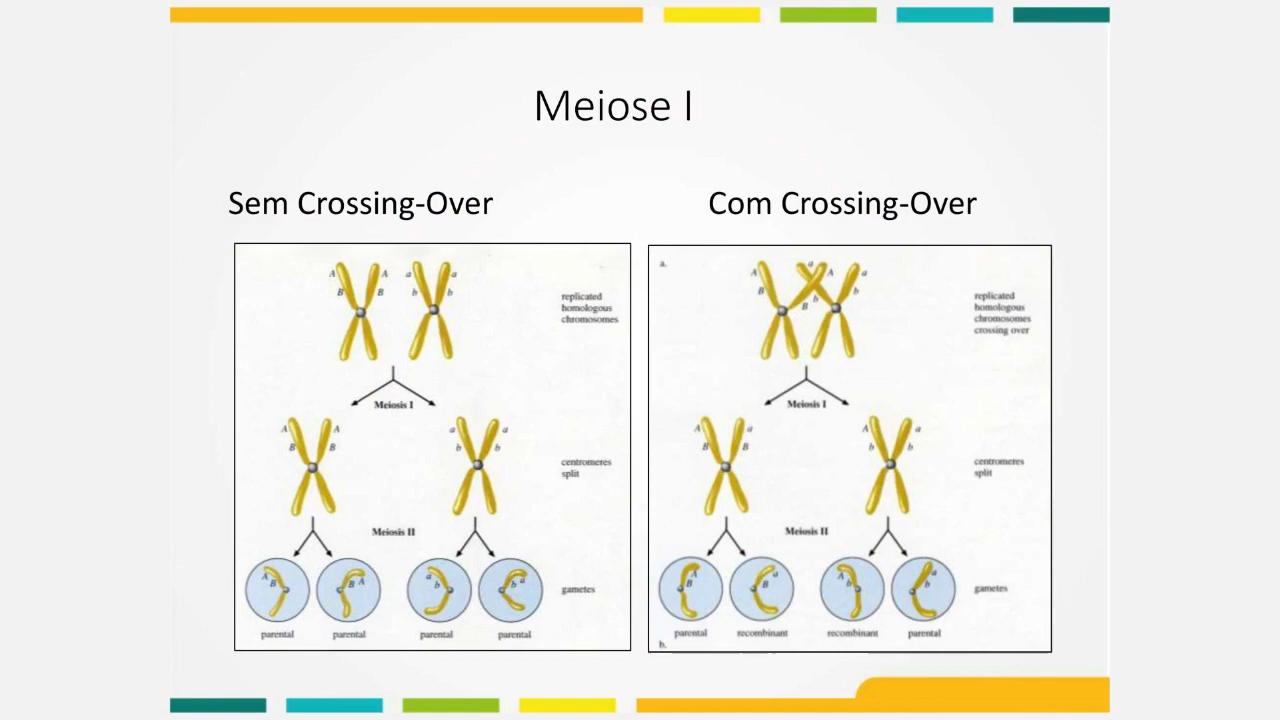 Meiose I
Sem Crossing-Over
Com Crossing-Over
A A a a
B B b b
replicated
homologous
chromosomes
Meiosis I
A A a a
B B b b
centromeres
split
Meiosis II
A B
B A
a b
b a
gametes
parental parental parental parental
a.
A a A a
B b b
B
replicated
homologous
chromosomes
crossing over
Meiosis I
A a A a
B B b b
centromeres
split
Meiosis II
A B
a B
A b
a b
gametes
parental recombinant recombinant parental
b.